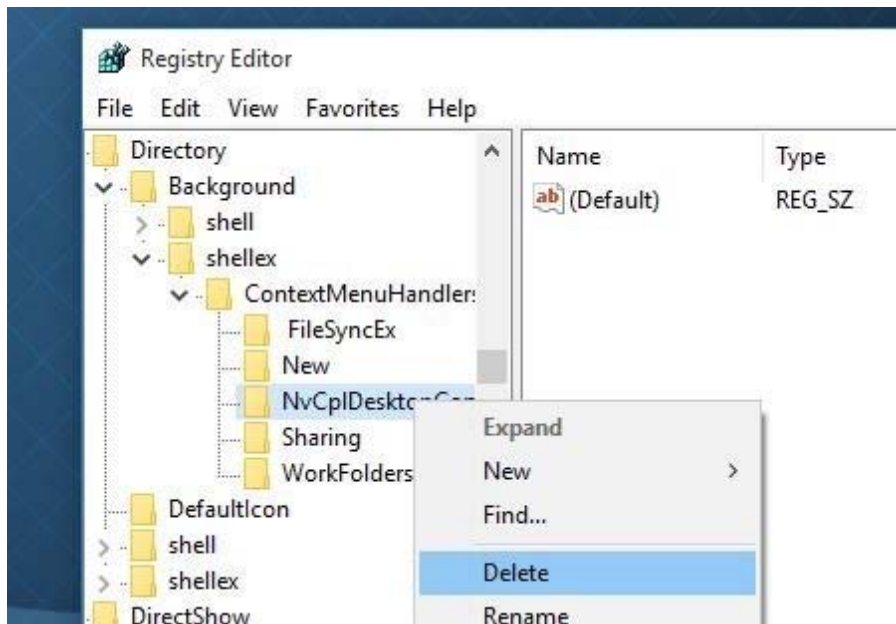 Registry Editor
File Edit View Favorites Help
Directory
Background
shell
shellex
ContextMenuHandlers
FileSyncEx
New
Sharing
WorkFolders
DefaultIcon
shell
shellex
DirectShow
Name Type
ab (Default) REG_SZ
Expand
New
Find...
Delete
Rename